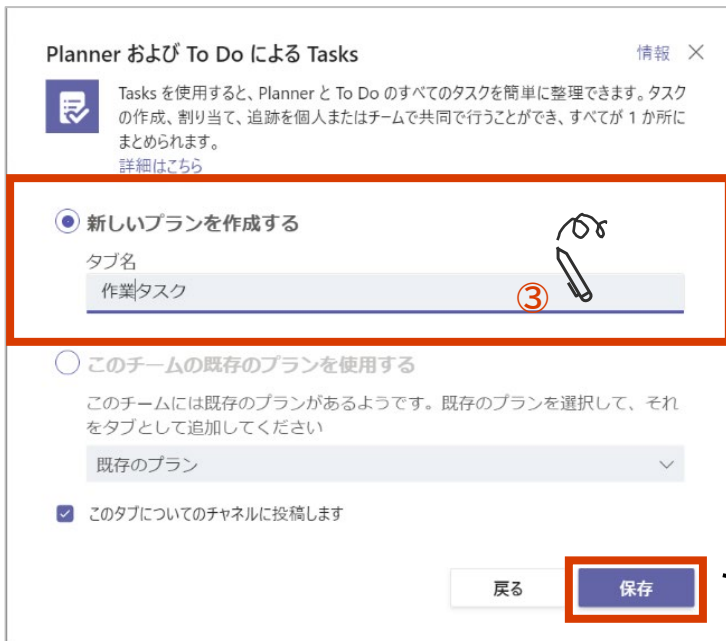 Planner および To Do による Tasks
情報
Tasks を使用すると、Planner と To Do のすべてのタスクを簡単に整理できます。タスク
の作成、割り当て、追跡を個人またはチームで共同で行うことができ、すべてが 1 か所に
まとめられます。
詳細はこちら
新しいプランを作成する
タブ名
作業タスク
③
このチームの既存のプランを使用する
このチームには既存のプランがあるようです。既存のプランを選択して、それ
をタブとして追加してください
既存のプラン
このタブについてのチャネルに投稿します
戻る
保存